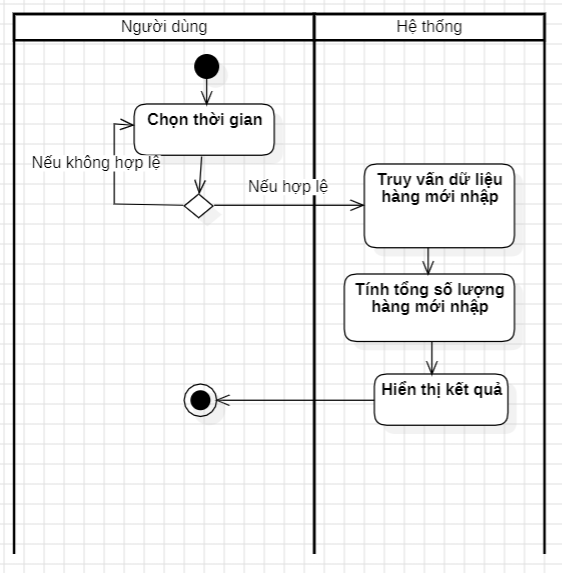 Người dùng
Hệ thống
Chọn thời gian
Nếu không hợp lệ
Nếu hợp lệ
Truy vấn dữ liệu
hàng mới nhập
Tính tổng số lượng
hàng mới nhập
Hiển thị kết quả